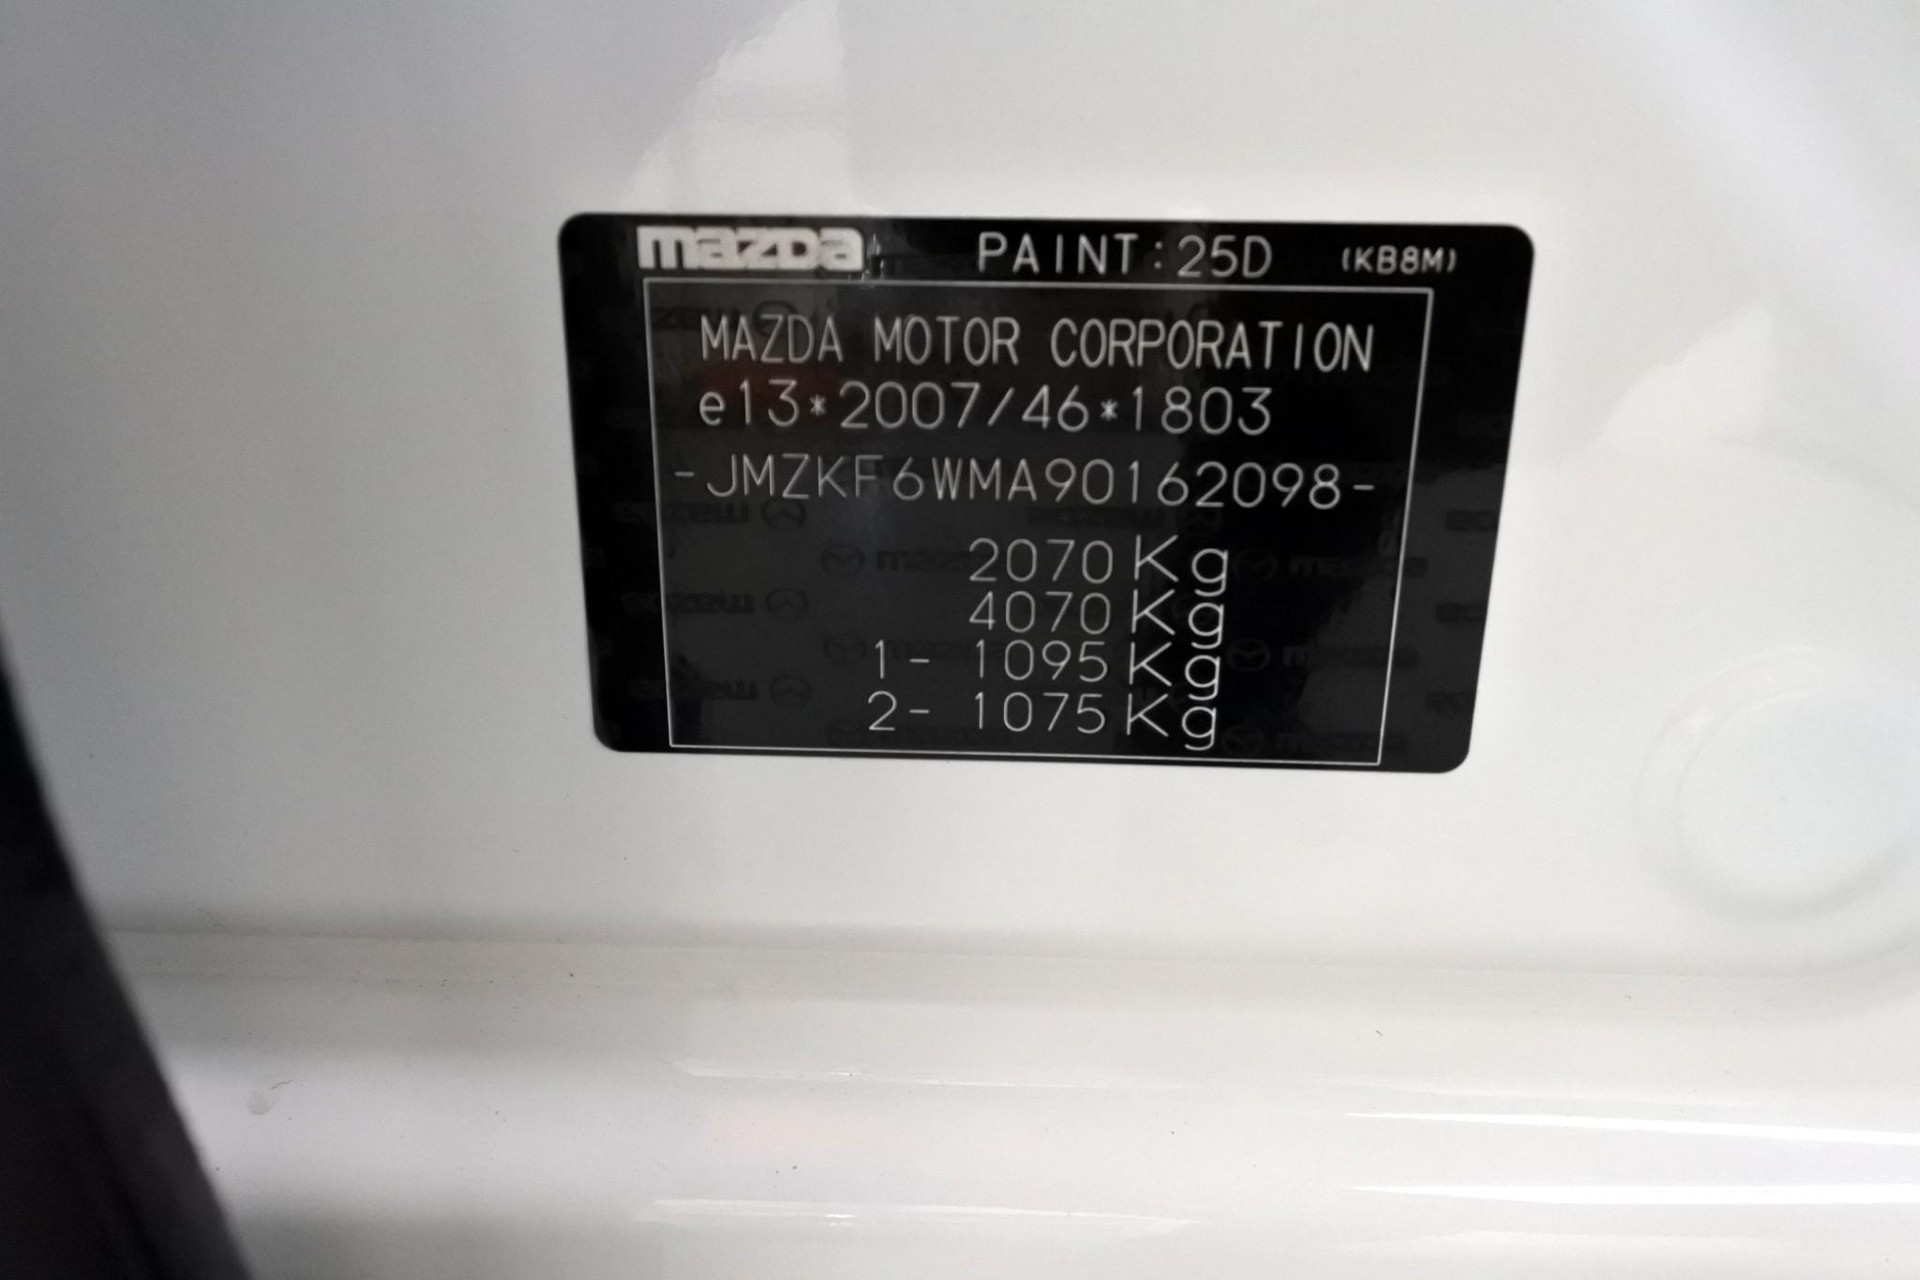 mazda PAINT:25D (KB8M)
MAZDA MOTOR CORPORATION
e13*2007/46*1803
-JMZKF6WMA90162098-
2070Kg
4070Kg
1- 1095Kg
2- 1075Kg